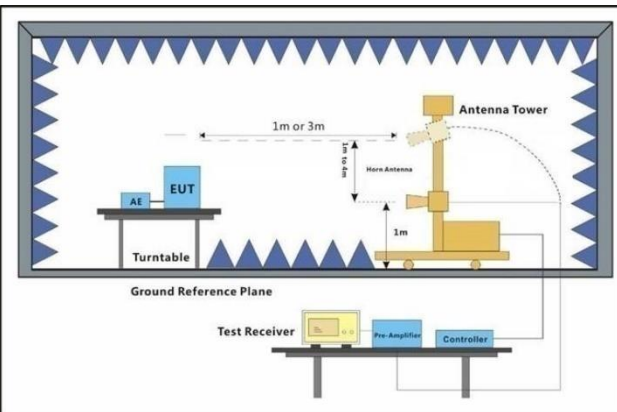 1m or 3m
Antenna Tower
1m to 4m
Horn Antenna
AE
EUT
1m
Turntable
Ground Reference Plane
Test Receiver
Pre-Amplifier
Controller